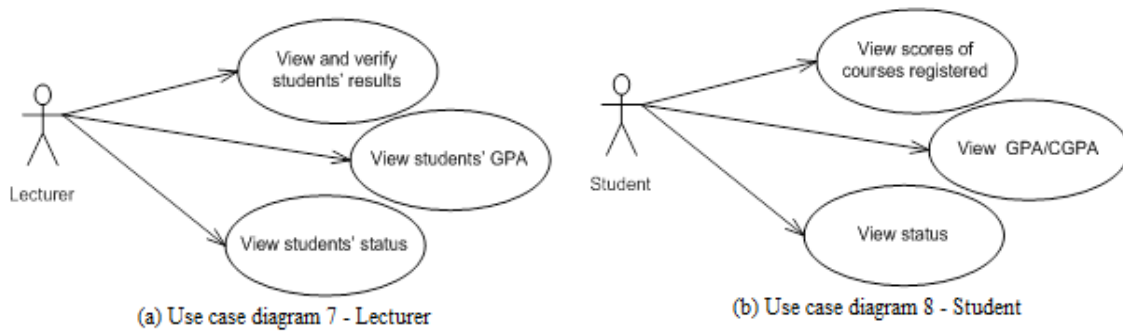 View and verify
students' results
View students' GPA
Lecturer
View students' status
(a) Use case diagram 7 - Lecturer
View scores of
courses registered
View GPA/CGPA
Student
View status
(b) Use case diagram 8 - Student